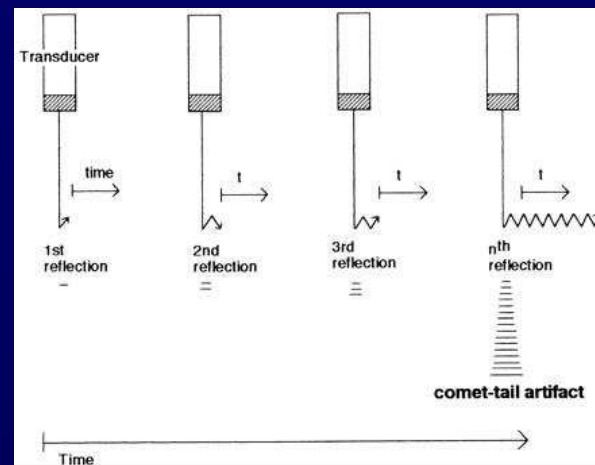 Transducer
time
t
t
t
1st
reflection
2nd
reflection
3rd
reflection
nth
reflection
comet-tail artifact
Time